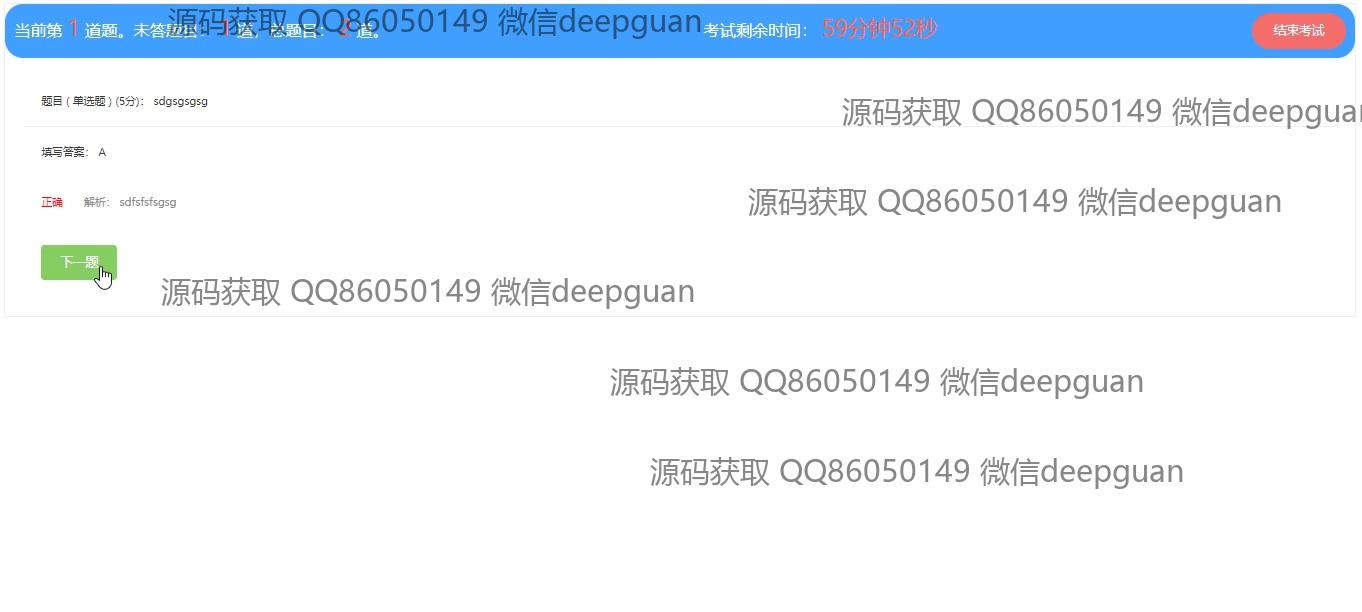 当前第 1 道题。未答题目： 1 道，总题目： 2 道。
源码获取 QQ86050149 微信deepguan
考试剩余时间： 59分钟52秒
结束考试
题目 ( 单选题 ) (5分)： sdgsgsgsg
源码获取 QQ86050149 微信deepguan
填写答案： A
正确 解析： sdfsfsfsgsg
源码获取 QQ86050149 微信deepguan
下一题
源码获取 QQ86050149 微信deepguan
源码获取 QQ86050149 微信deepguan
源码获取 QQ86050149 微信deepguan